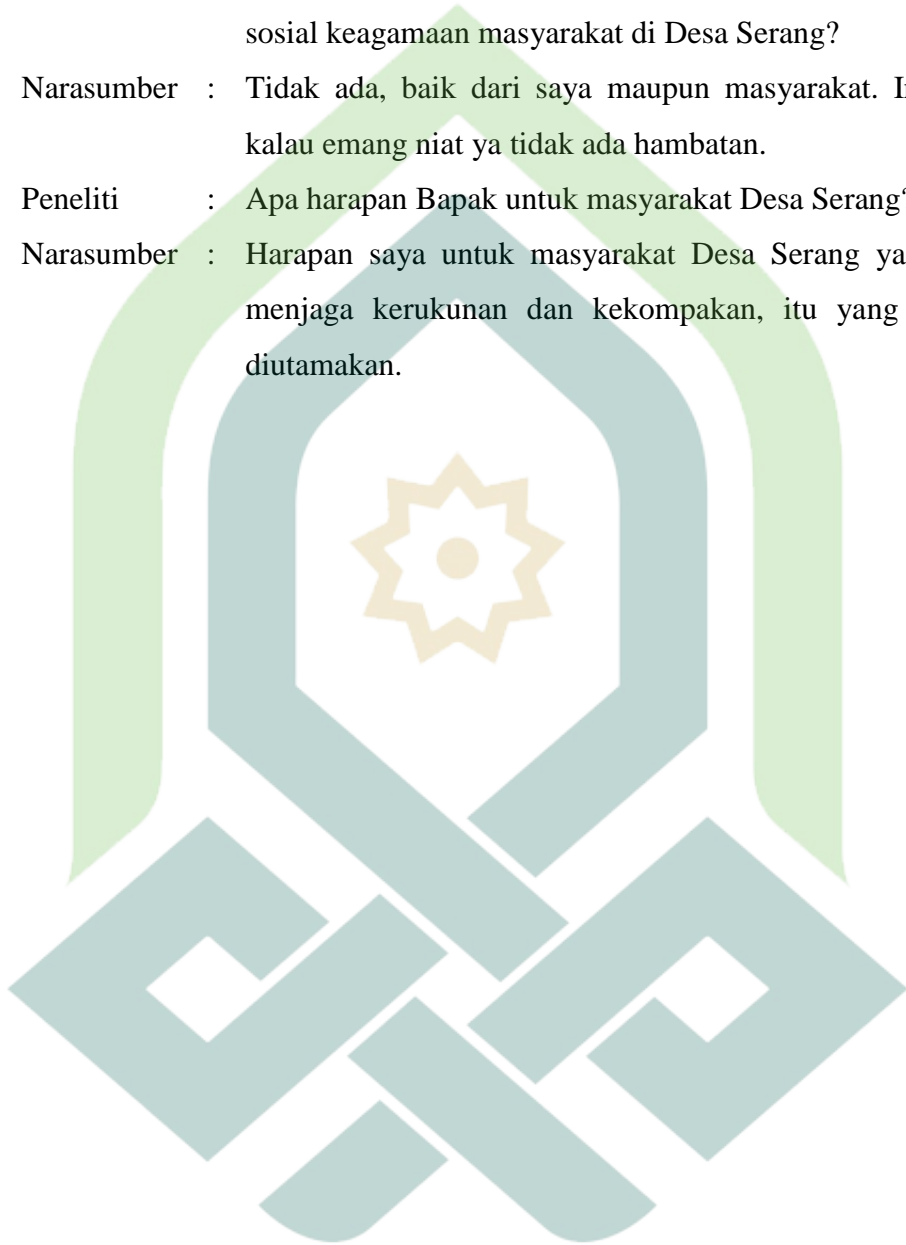 sosial keagamaan masyarakat di Desa Serang?
Narasumber : Tidak ada, baik dari saya maupun masyarakat.
kalau emang niat ya tidak ada hambatan.
Peneliti : Apa harapan Bapak untuk masyarakat Desa Serang?
Narasumber : Harapan saya untuk masyarakat Desa Serang ya
menjaga kerukunan dan kekompakan, itu yang
diutamakan.